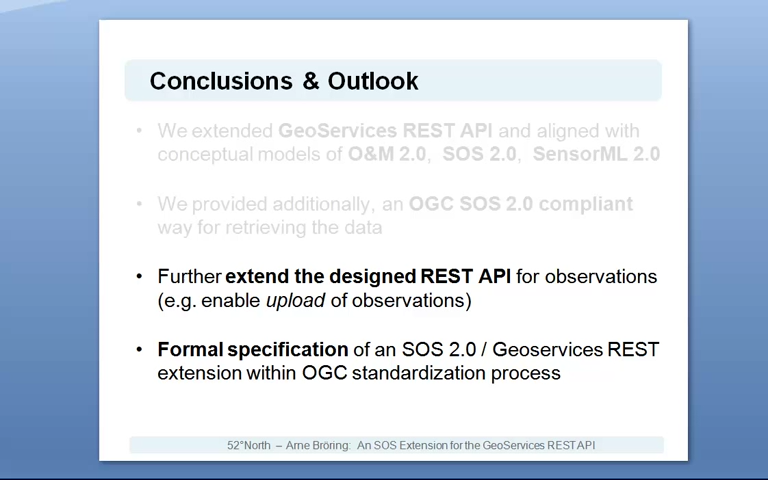 Conclusions & Outlook
• We extended GeoServices REST API and aligned with
conceptual models of O&M 2.0, SOS 2.0, SensorML 2.0
• We provided additionally, an OGC SOS 2.0 compliant
way for retrieving the data
• Further extend the designed REST API for observations
(e.g. enable upload of observations)
• Formal specification of an SOS 2.0 / Geoservices REST
extension within OGC standardization process
52°North – Arne Bröring: An SOS Extension for the GeoServices REST API